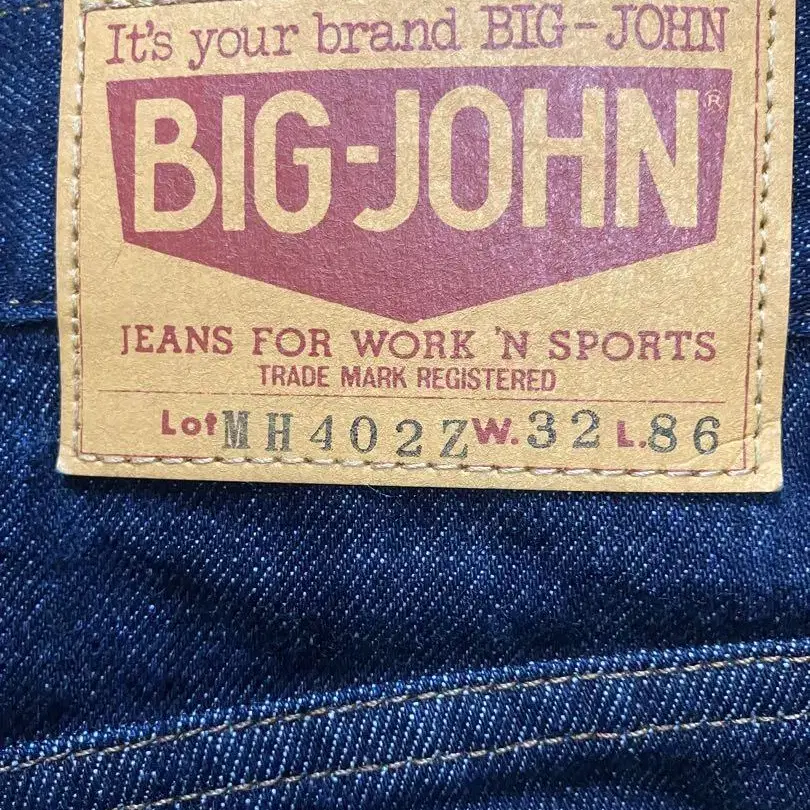 It's your brand BIG-JOHN
BIG-JOHN®
JEANS FOR WORK 'N SPORTS
TRADE MARK REGISTERED
Lot MH402Z W.32 L.86